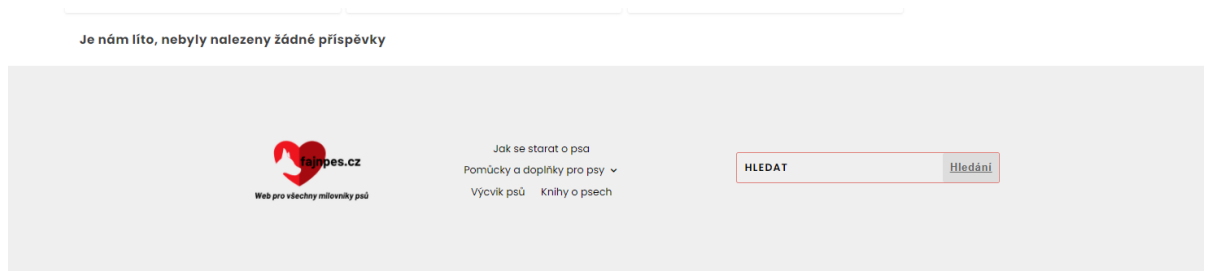 Je nám líto, nebyly nalezeny žádné příspěvky
fajnpes.cz
Web pro všechny milovníky psů
Jak se starat o psa
Pomůcky a doplňky pro psy
Výcvik psů Knihy o psech
HLEDAT Hledání